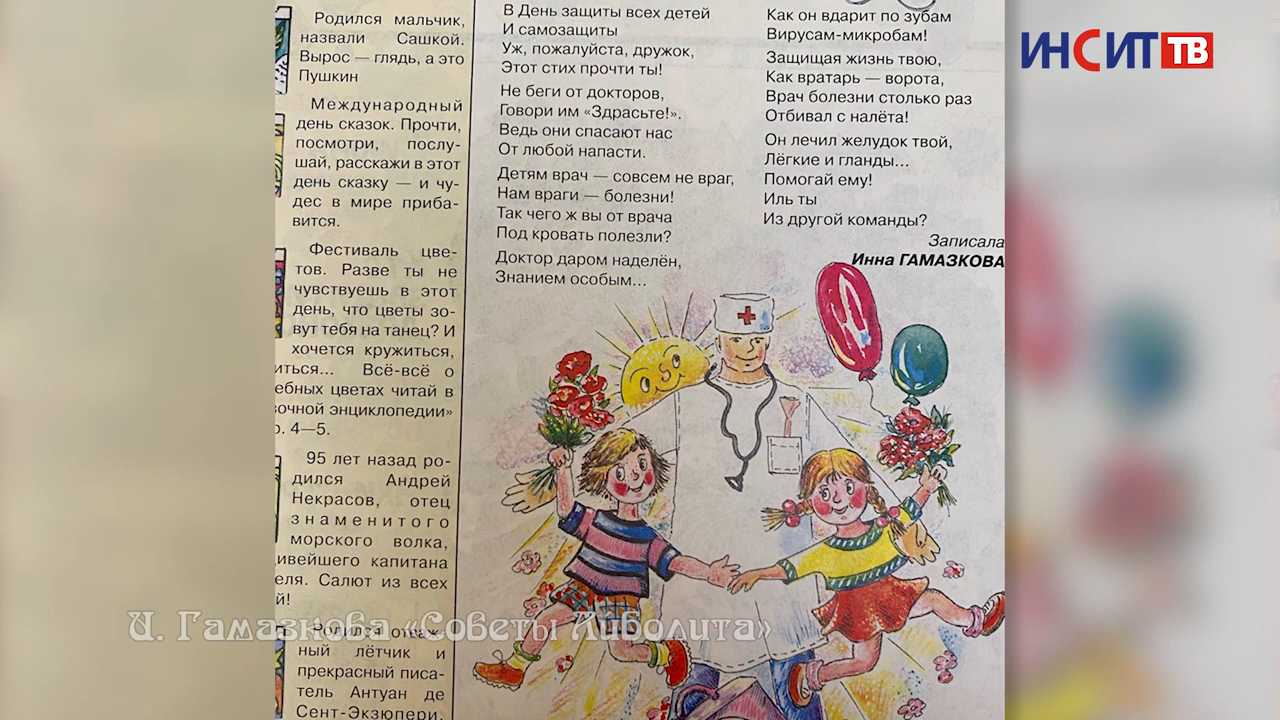 Родился мальчик,
назвали Сашкой.
Вырос — глядь, а это
Пушкин
Международный
день сказок. Прочти,
посмотри, послу-
шай, расскажи в этот
день сказку — и чу-
дес в мире приба-
вится.
Фестиваль цве-
тов. Разве ты не
чувствуешь в этот
день, что цветы зо-
вут тебя на танец? И
хочется кружиться,
иться... Всё-всё о
ебных цветах читай в
очной энциклопедии»
р. 4—5.
95 лет назад ро-
дился Андрей
Некрасов, отец
знаменитого
морского волка,
ивейшего капитана
еля. Салют из всех
й!
Родился отваж-
ный лётчик и
прекрасный писа-
тель Антуан де
Сент-Экзюпери.
В День защиты всех детей
И самозащиты
Уж, пожалуйста, дружок,
Этот стих прочти ты!
Не беги от докторов,
Говори им «Здрасьте!».
Ведь они спасают нас
От любой напасти.
Детям врач — совсем не враг,
Нам враги — болезни!
Так чего ж вы от врача
Под кровать полезли?
Доктор даром наделён,
Знанием особым...
Как он вдарит по зубам
Вирусам-микробам!
Защищая жизнь твою,
Как вратарь — ворота,
Врач болезни столько раз
Отбивал с налёта!
Он лечил желудок твой,
Лёгкие и гланды...
Помогай ему!
Иль ты
Из другой команды?
Записала
Инна ГАМАЗКОВА
ИНСИТ ТВ
И. Гамазкова «Советы Айболита»